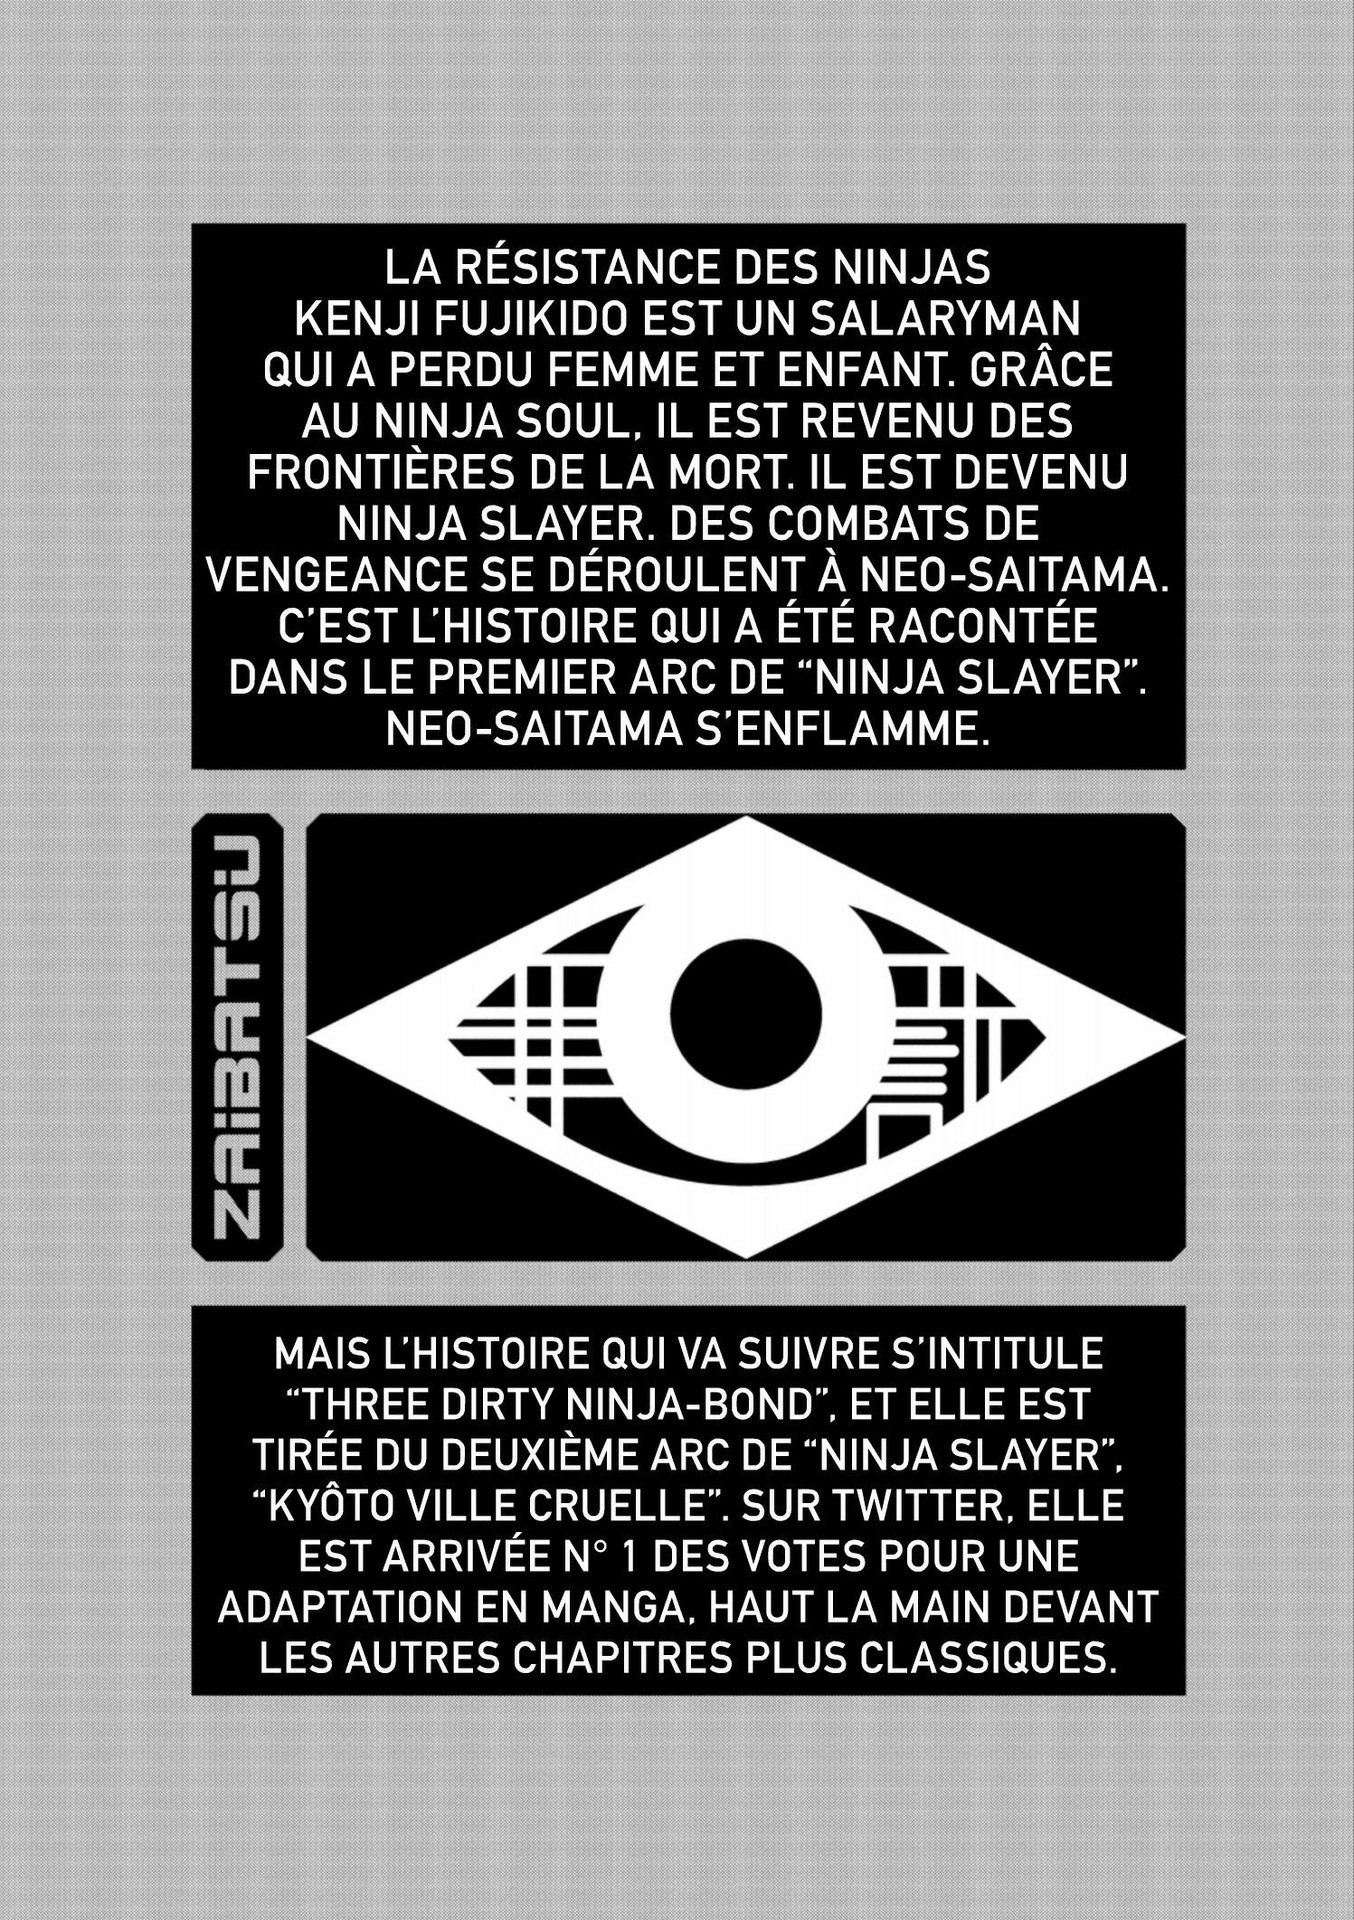 LA RÉSISTANCE DES NINJAS
KENJI FUJIKIDO EST UN SALARYMAN
QUI A PERDU FEMME ET ENFANT. GRÂCE
AU NINJA SOUL, IL EST REVENU DES
FRONTIÈRES DE LA MORT. IL EST DEVENU
NINJA SLAYER. DES COMBATS DE
VENGEANCE SE DÉROULENT À NEO-SAITAMA.
C'EST L'HISTOIRE QUI A ÉTÉ RACONTÉE
DANS LE PREMIER ARC DE “NINJA SLAYER”.
NEO-SAITAMA S'ENFLAMME.
ZAIBATSU
MAIS L'HISTOIRE QUI VA SUIVRE S'INTITULE
“THREE DIRTY NINJA-BOND”, ET ELLE EST
TIRÉE DU DEUXIÈME ARC DE “NINJA SLAYER”,
“KYÔTO VILLE CRUELLE”. SUR TWITTER, ELLE
EST ARRIVÉE N° 1 DES VOTES POUR UNE
ADAPTATION EN MANGA, HAUT LA MAIN DEVANT
LES AUTRES CHAPITRES PLUS CLASSIQUES.